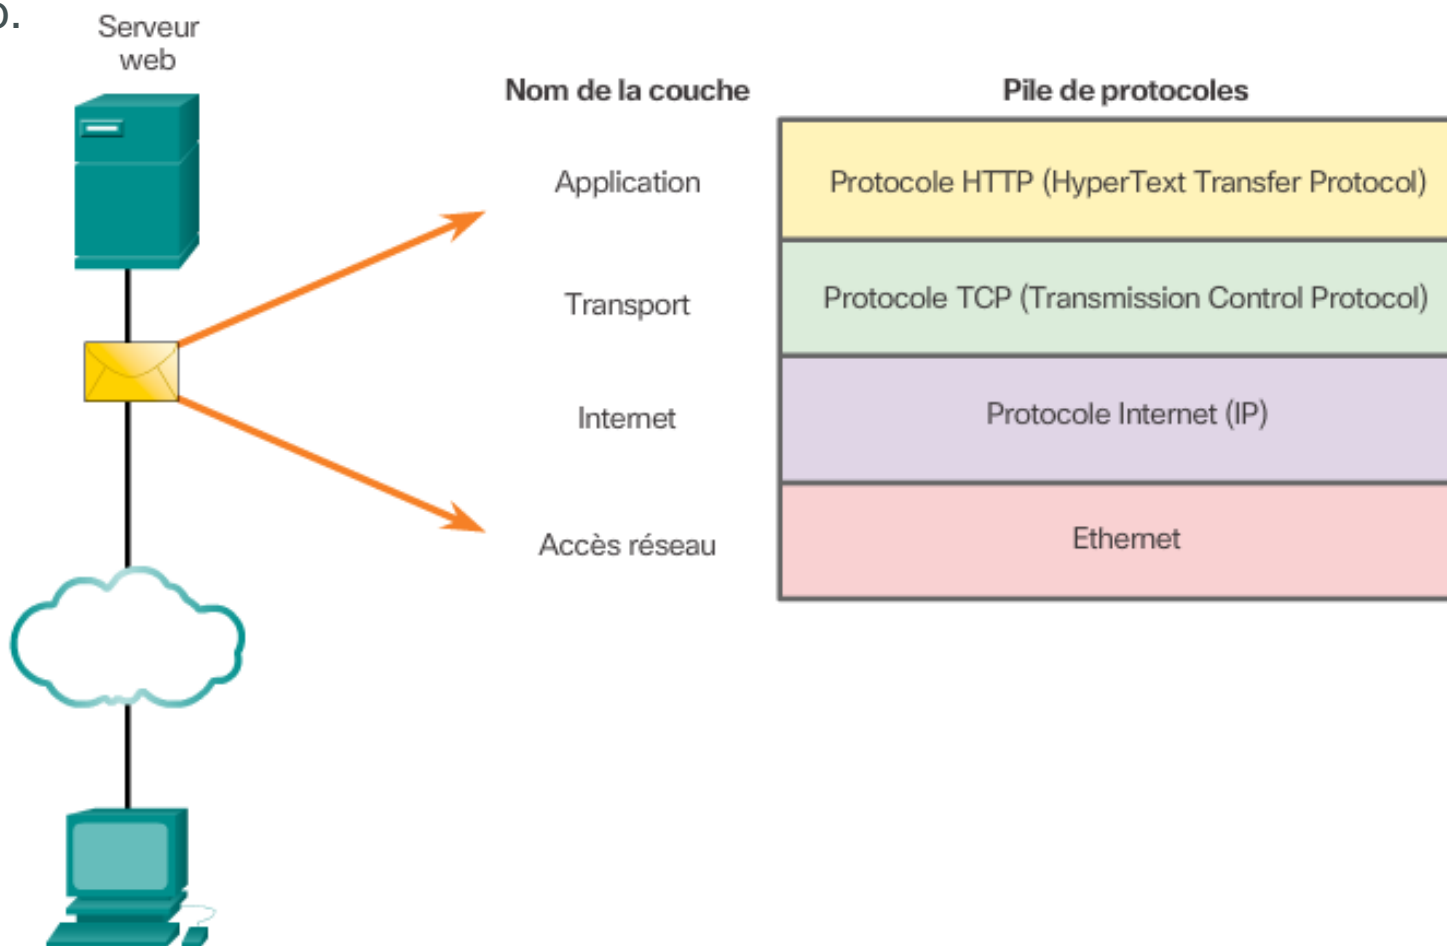 Serveur
web
Nom de la couche
Pile de protocoles
Application
Protocole HTTP (HyperText Transfer Protocol)
Transport
Protocole TCP (Transmission Control Protocol)
Internet
Protocole Internet (IP)
Accès réseau
Ethernet